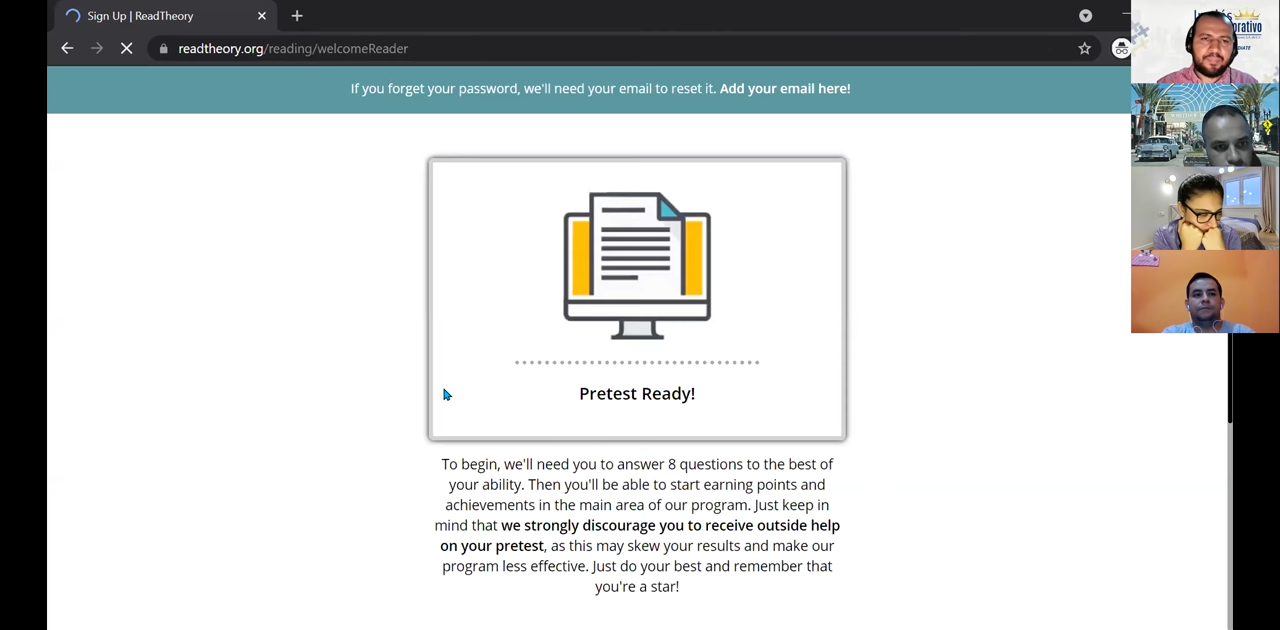 Sign Up | ReadTheory
readtheory.org/reading/welcomeReader
If you forget your password, we'll need your email to reset it. Add your email here!
Pretest Ready!
To begin, we'll need you to answer 8 questions to the best of
your ability. Then you'll be able to start earning points and
achievements in the main area of our program. Just keep in
mind that we strongly discourage you to receive outside help
on your pretest, as this may skew your results and make our
program less effective. Just do your best and remember that
you're a star!